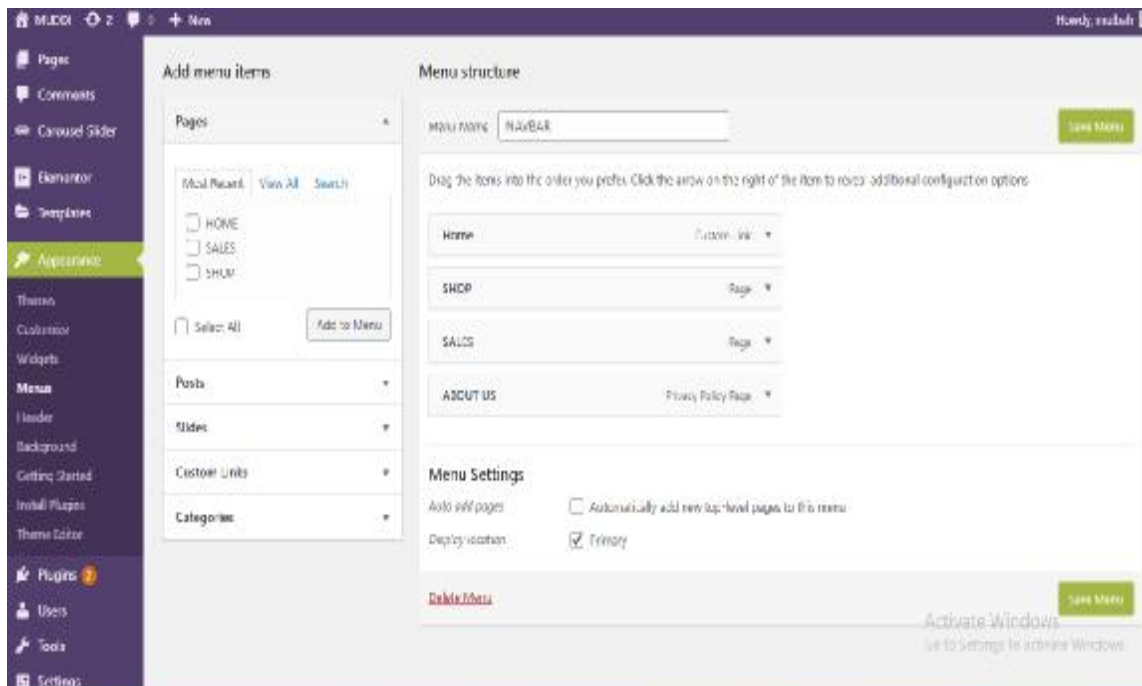 MUDDI 2 + New
Howdy,
Pages
Comments
Carousel Slider
Elementor
Templates
Appearance
Themes
Customize
Widgets
Menus
Header
Background
Getting Started
Install Plugins
Theme Editor
Plugins 2
Users
Tools
Settings
Add menu items
Pages
Most Recent View All Search
HOME
SALES
SHOP
Select All Add to Menu
Posts
Slides
Custom Links
Categories
Menu structure
Menu Name NAVBAR Save Menu
Drag the items into the order you prefer. Click the arrow on the right of the item to reveal additional configuration options
Home Custom Link
SHOP Page
SALES Page
ABOUT US Privacy Policy Page
Menu Settings
Auto add pages Automatically add new top-level pages to this menu
Display location Primary
Delete Menu Save Menu
Activate Windows
Go to Settings to activate Windows.